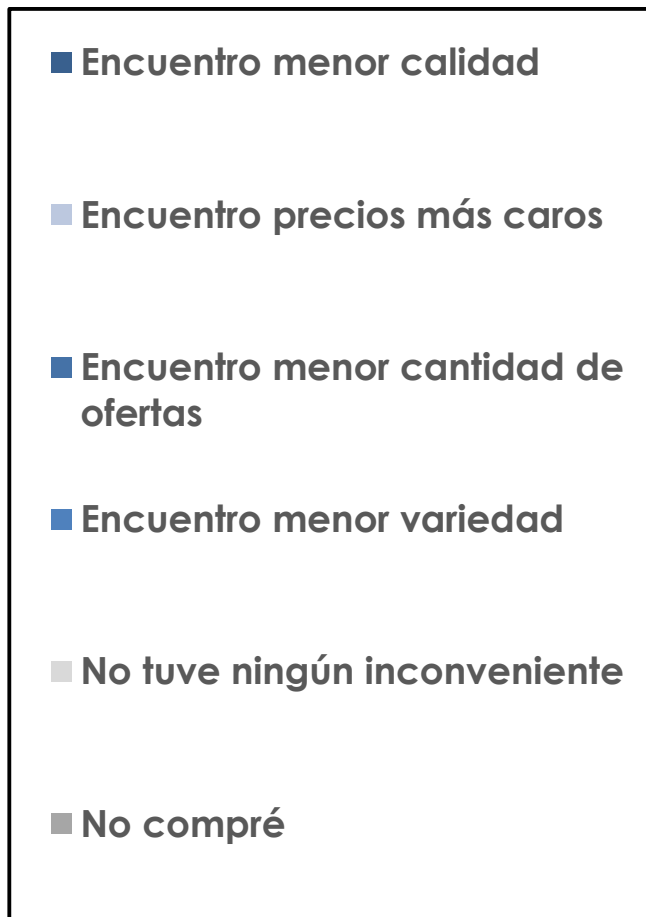 Encuentro menor calidad
Encuentro precios más caros
Encuentro menor cantidad de
ofertas
Encuentro menor variedad
No tuve ningún inconveniente
No compré